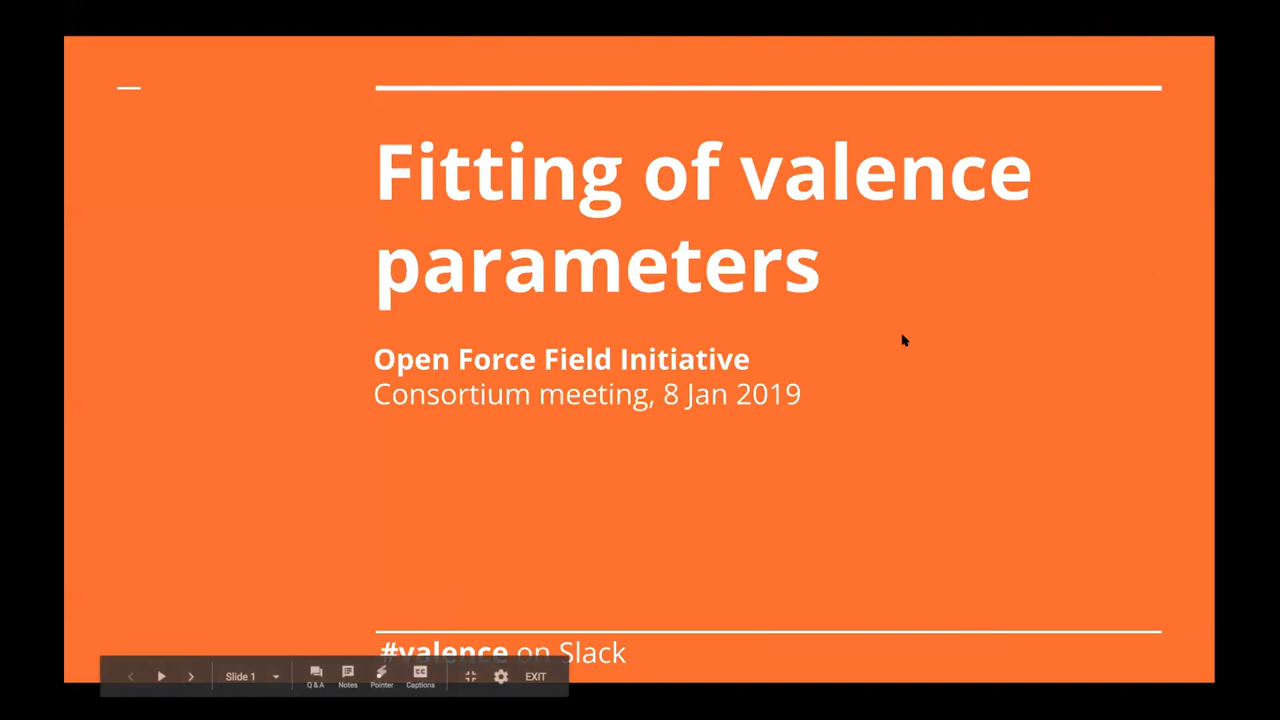 Fitting of valence
parameters
Open Force Field Initiative
Consortium meeting, 8 Jan 2019
#valence on Slack
Slide 1
Q & A
Notes
Pointer
Captions
EXIT